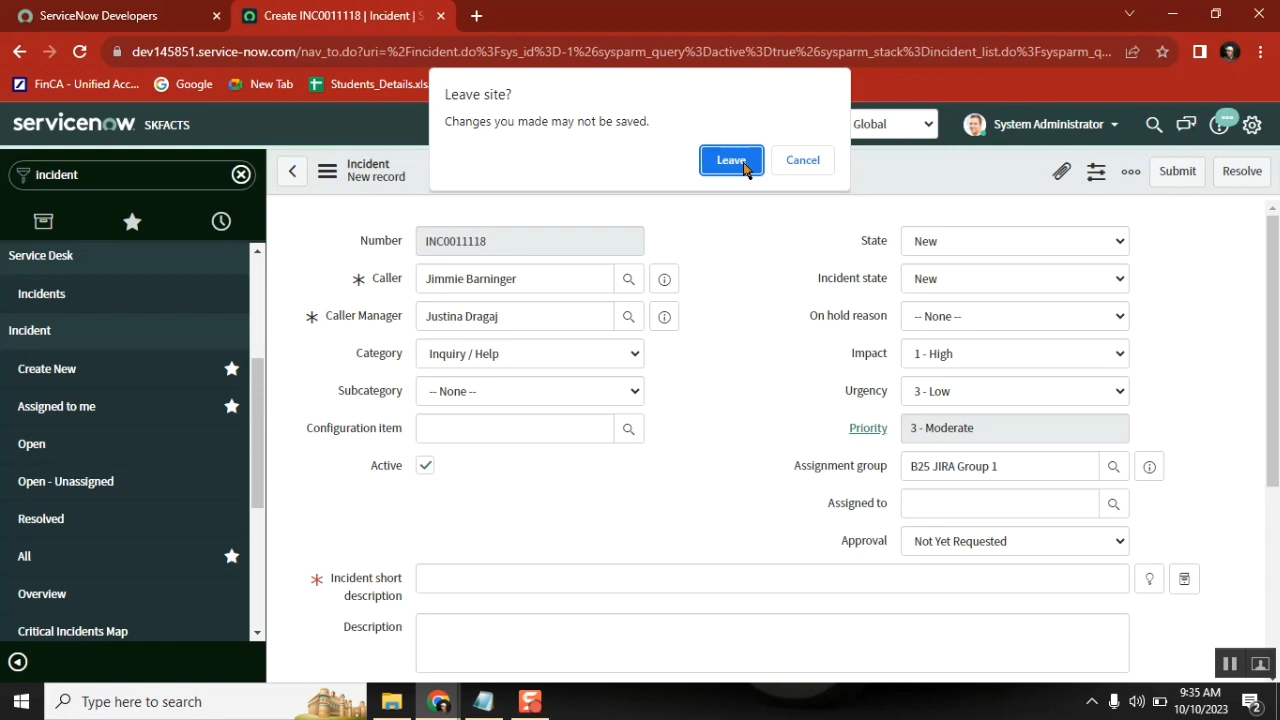 ServiceNow Developers
Create INC0011118 | Incident | S
dev145851.service-now.com/nav_to.do?uri=%2Fincident.do%3Fsys_id%3D-1%26sysparm_query%3Dactive%3Dtrue%26sysparm_stack%3Dincident_list.do%3Fsysparm_q...
FinCA - Unified Acc...
Google
New Tab
Students_Details.xls
Leave site?
Changes you made may not be saved.
Leave
Cancel
servicenow SKFACTS
Global
System Administrator
incident
Incident
New record
Submit
Resolve
Service Desk
Incidents
Incident
Create New
Assigned to me
Open
Open - Unassigned
Resolved
All
Overview
Critical Incidents Map
Number INC0011118
Caller Jimmie Barninger
Caller Manager Justina Dragaj
Category Inquiry / Help
Subcategory -- None --
Configuration item
Active
State New
Incident state New
On hold reason -- None --
Impact 1 - High
Urgency 3 - Low
Priority 3 - Moderate
Assignment group B25 JIRA Group 1
Assigned to
Approval Not Yet Requested
Incident short
description
Description
Type here to search
9:35 AM
10/10/2023
2